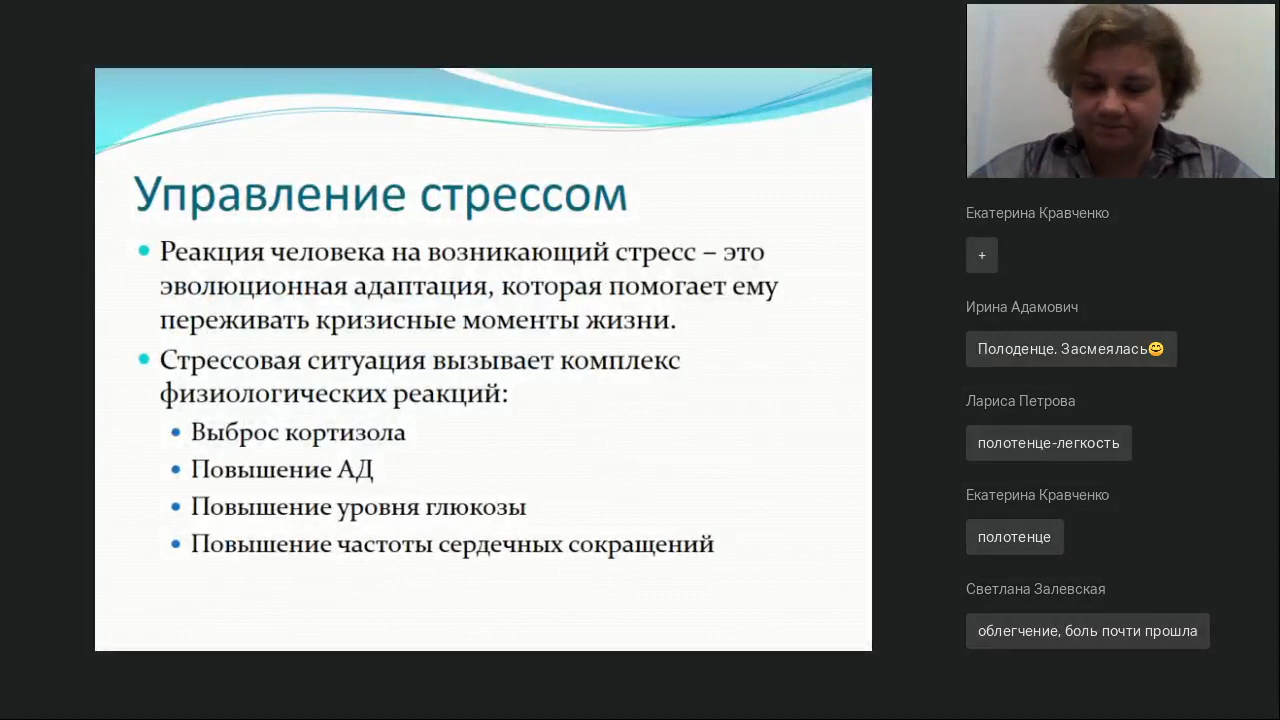 Управление стрессом
Реакция человека на возникающий стресс – это
эволюционная адаптация, которая помогает ему
переживать кризисные моменты жизни.
Стрессовая ситуация вызывает комплекс
физиологических реакций:
Выброс кортизола
Повышение АД
Повышение уровня глюкозы
Повышение частоты сердечных сокращений
Екатерина Кравченко
+
Ирина Адамович
Полоденце. Засмеялась😊
Лариса Петрова
полотенце-легкость
Екатерина Кравченко
полотенце
Светлана Залевская
облегчение, боль почти прошла